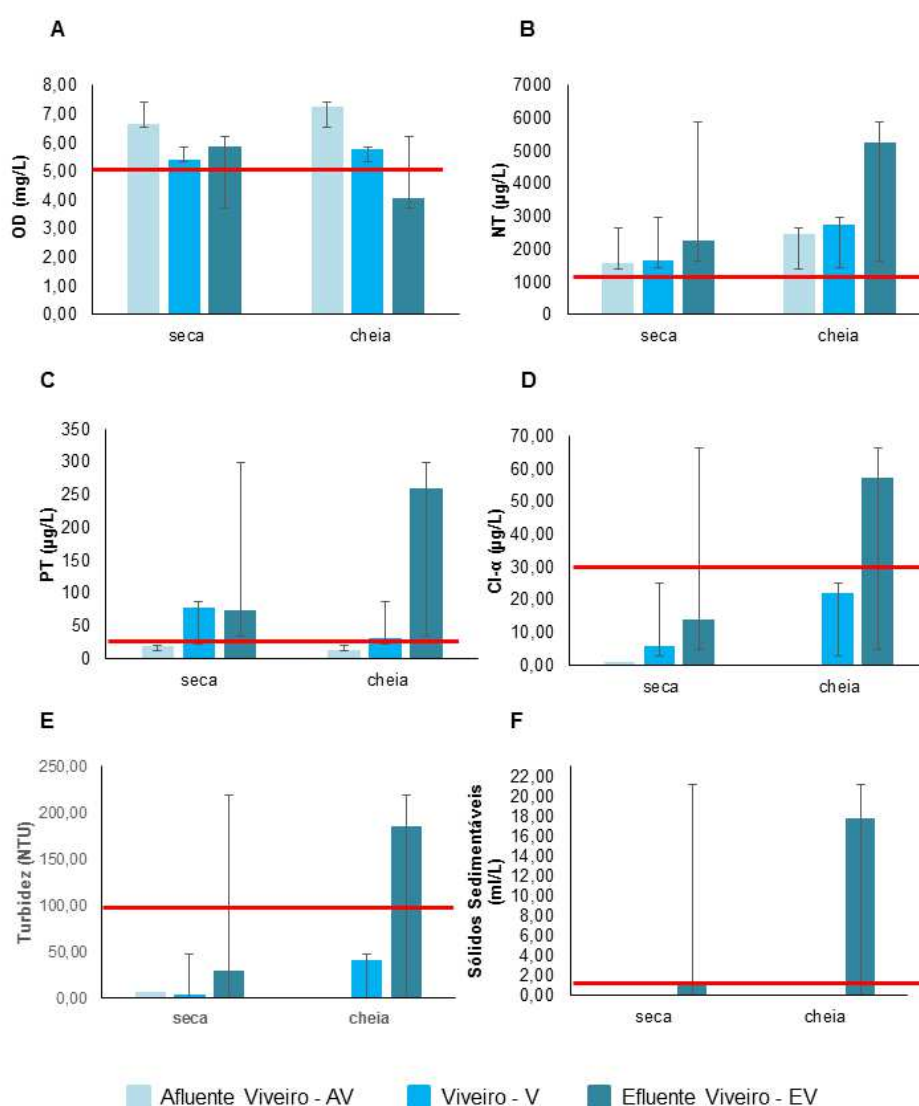 A
OD (mg/L)
8,00
7,00
6,00
5,00
4,00
3,00
2,00
1,00
0,00
seca cheia
B
NT (µg/L)
7000
6000
5000
4000
3000
2000
1000
0
seca cheia
C
PT (µg/L)
350
300
250
200
150
100
50
0
seca cheia
D
Cl-α (µg/L)
70,00
60,00
50,00
40,00
30,00
20,00
10,00
0,00
seca cheia
E
Turbidez (NTU)
250,00
200,00
150,00
100,00
50,00
0,00
seca cheia
F
Sólidos Sedimentáveis
(ml/L)
22,00
20,00
18,00
16,00
14,00
12,00
10,00
8,00
6,00
4,00
2,00
0,00
seca cheia
Afluente Viveiro - AV Viveiro - V Efluente Viveiro - EV